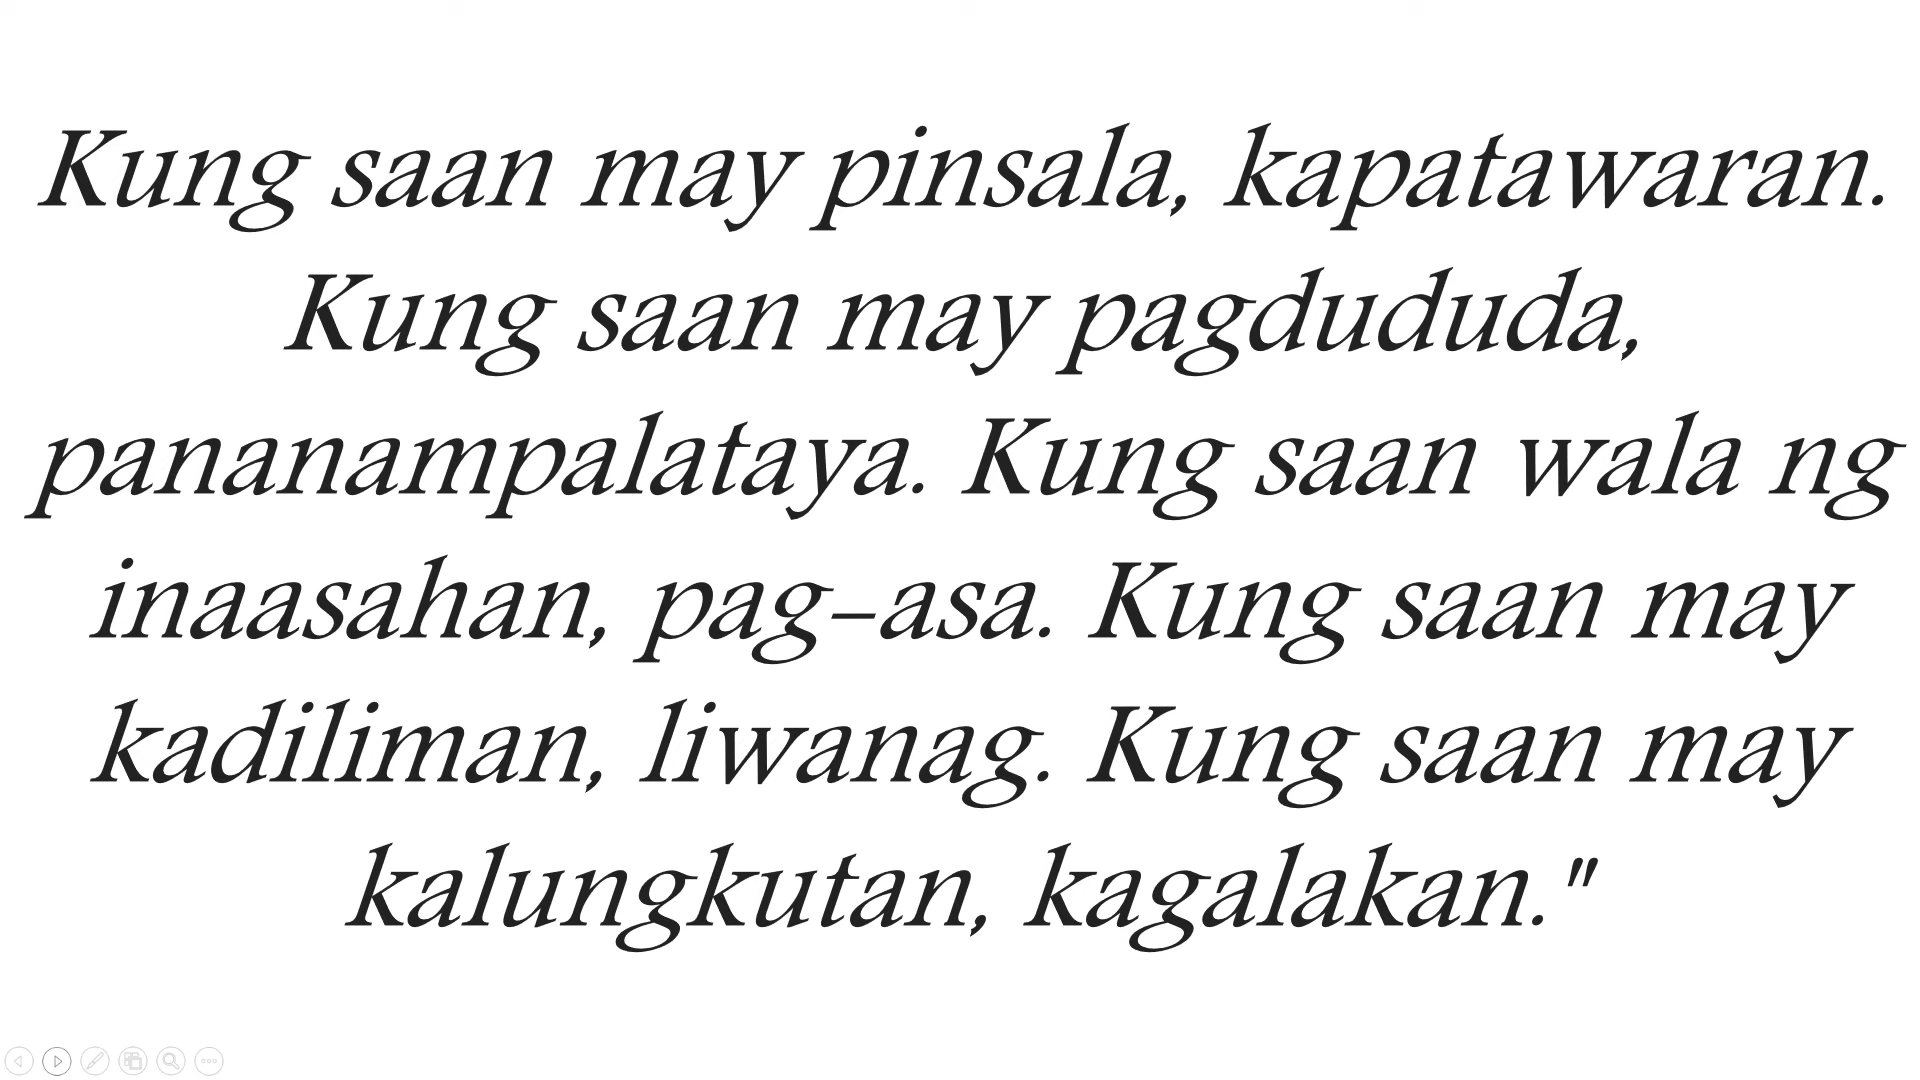 Kung saan may pinsala, kapatawaran.
Kung saan may pagdududa,
pananampalataya. Kung saan wala ng
inaasahan, pag–asa. Kung saan may
kadiliman, liwanag. Kung saan may
kalungkutan, kagalakan."